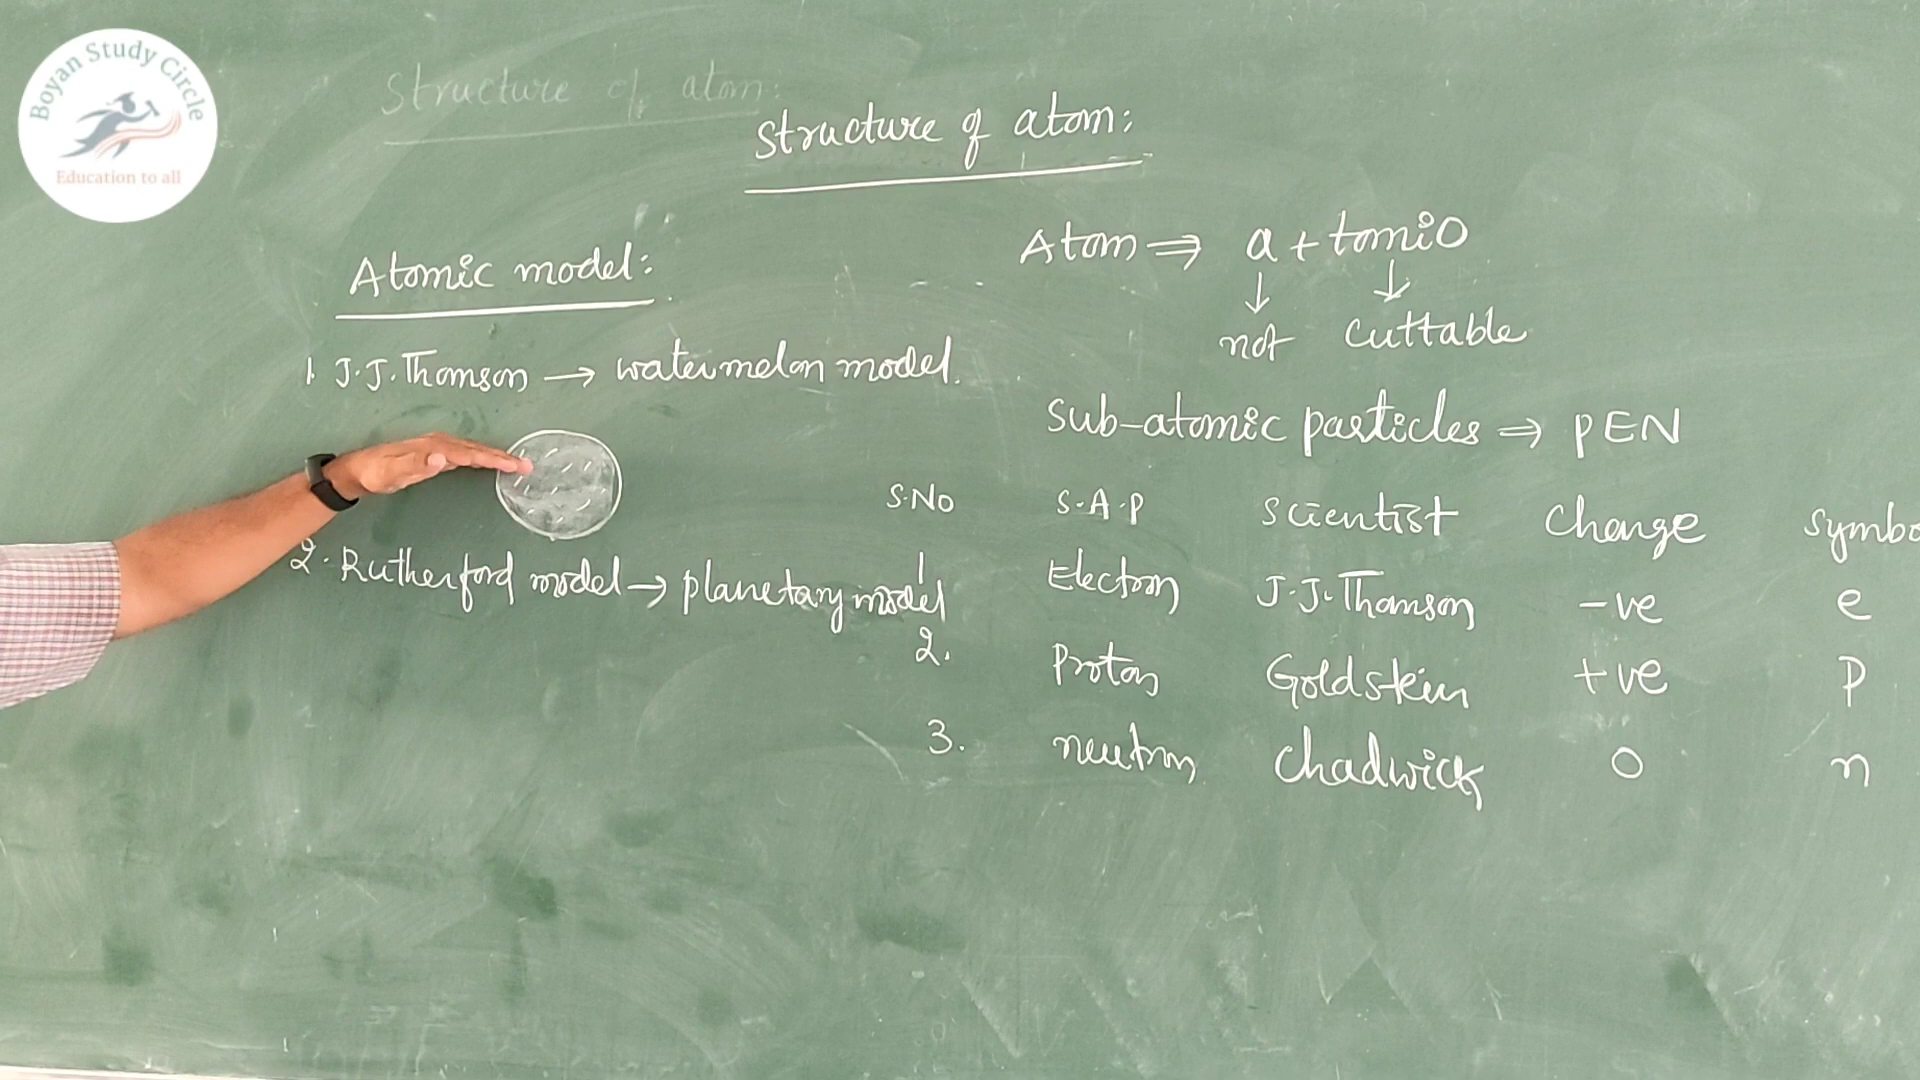 Boyan Study Circle
Education to all
Structure of atom:
Structure of atom:
Atomic model:
1. J.J.Thomson → watermelon model.
2. Rutherford model → planetary model
Atom ⇒ a + tomiO
↓ ↓
not cuttable
Sub-atomic particles ⇒ PEN
S.No S.A.P Scientist Change Symbo
1 Electron J.J.Thomson -ve e
2. Proton Goldstein +ve P
3. neutron Chadwick O n